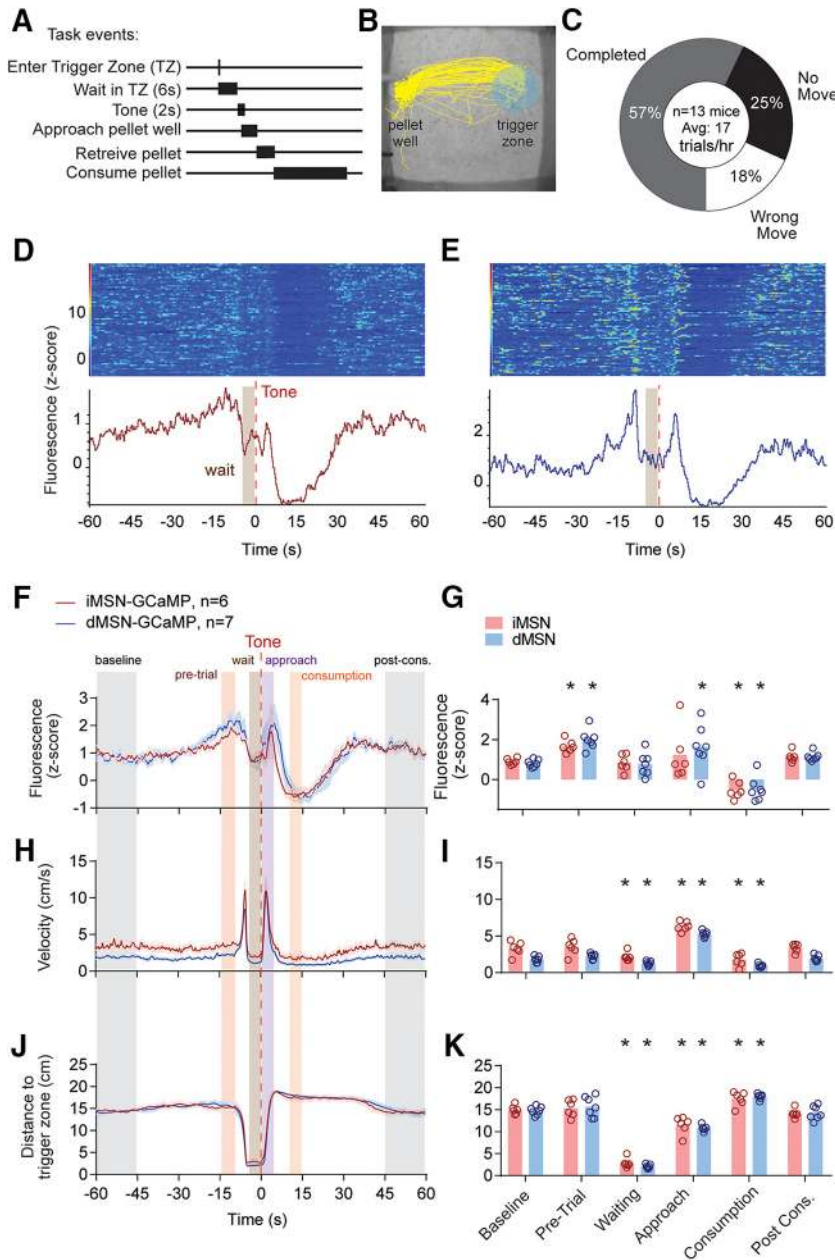 A
Task events:
Enter Trigger Zone (TZ)
Wait in TZ (6s)
Tone (2s)
Approach pellet well
Retreive pellet
Consume pellet
B
pellet well
trigger zone
C
Completed
57%
No Move
25%
n=13 mice
Avg: 17
trials/hr
18%
Wrong Move
D
10
0
Fluorescence (z-score)
1
0
Tone
wait
-60 -45 -30 -15 0 15 30 45 60
Time (s)
E
2
0
-60 -45 -30 -15 0 15 30 45 60
Time (s)
F
iMSN-GCaMP, n=6
dMSN-GCaMP, n=7
Tone
baseline
wait
approach
post-cons.
pre-trial
consumption
Fluorescence (z-score)
3
2
1
0
-1
G
iMSN
dMSN
* * * * *
Fluorescence (z-score)
4
2
0
H
Velocity (cm/s)
15
10
5
0
I
* * * * * *
15
10
5
0
J
Distance to trigger zone (cm)
25
20
15
10
5
0
-60 -45 -30 -15 0 15 30 45 60
Time (s)
K
* * * * * *
25
20
15
10
5
0
Baseline
Pre-Trial
Waiting
Approach
Consumption
Post Cons.